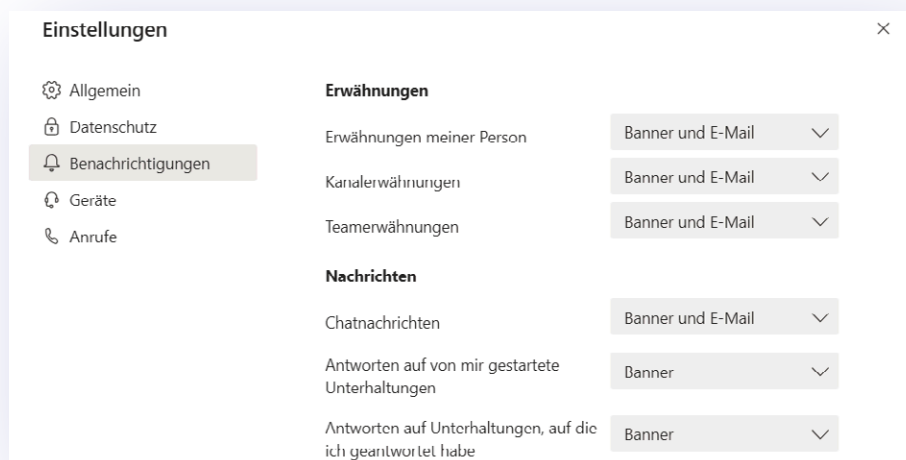 Einstellungen
Allgemein
Datenschutz
Benachrichtigungen
Geräte
Anrufe
Erwähnungen
Erwähnungen meiner Person
Banner und E-Mail
Kanalerwähnungen
Banner und E-Mail
Teamerwähnungen
Banner und E-Mail
Nachrichten
Chatnachrichten
Banner und E-Mail
Antworten auf von mir gestartete
Unterhaltungen
Banner
Antworten auf Unterhaltungen, auf die
ich geantwortet habe
Banner